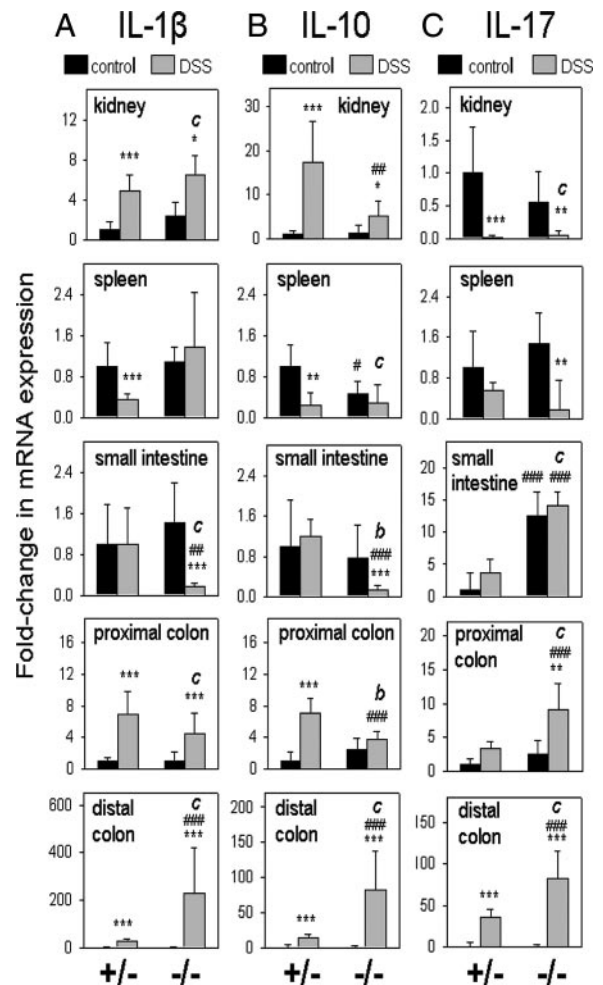 A IL-1β B IL-10 C IL-17
control DSS control DSS control DSS
Fold-change in mRNA expression
kidney
12
8
4
0
***
c
*
kidney
30
20
10
0
***
##
*
kidney
2.0
1.5
1.0
0.5
0.0
***
c
**
spleen
2.4
1.6
0.8
0.0
***
spleen
2.4
1.6
0.8
0.0
**
#
c
spleen
2.4
1.6
0.8
0.0
**
small intestine
2.4
1.6
0.8
0.0
c
##
***
small intestine
2.4
1.6
0.8
0.0
b
###
***
small
intestine
20
15
10
5
0
###
c
###
proximal colon
16
12
8
4
0
***
c
***
proximal colon
16
12
8
4
0
***
b
###
proximal
colon
20
15
10
5
0
c
###
**
distal
colon
600
400
200
0
***
c
###
***
distal
colon
200
150
100
50
0
***
c
###
***
distal
colon
150
100
50
0
***
c
###
***
+/- -/- +/- -/- +/- -/-